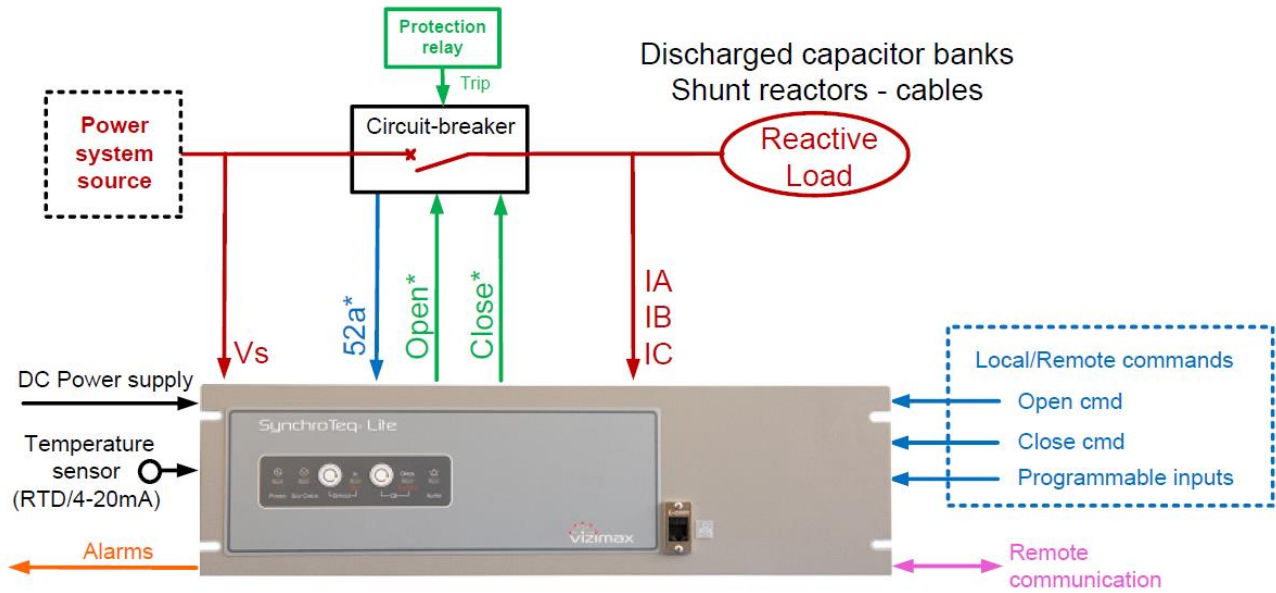 Protection
relay
Trip
Discharged capacitor banks
Shunt reactors - cables
Power
system
source
Circuit-breaker
Reactive
Load
Vs
52a*
Open*
Close*
IA
IB
IC
DC Power supply
Temperature
sensor
(RTD/4-20mA)
Alarms
SynchroTeq Lite
Power
vizimax
Local/Remote commands
Open cmd
Close cmd
Programmable inputs
Remote
communication